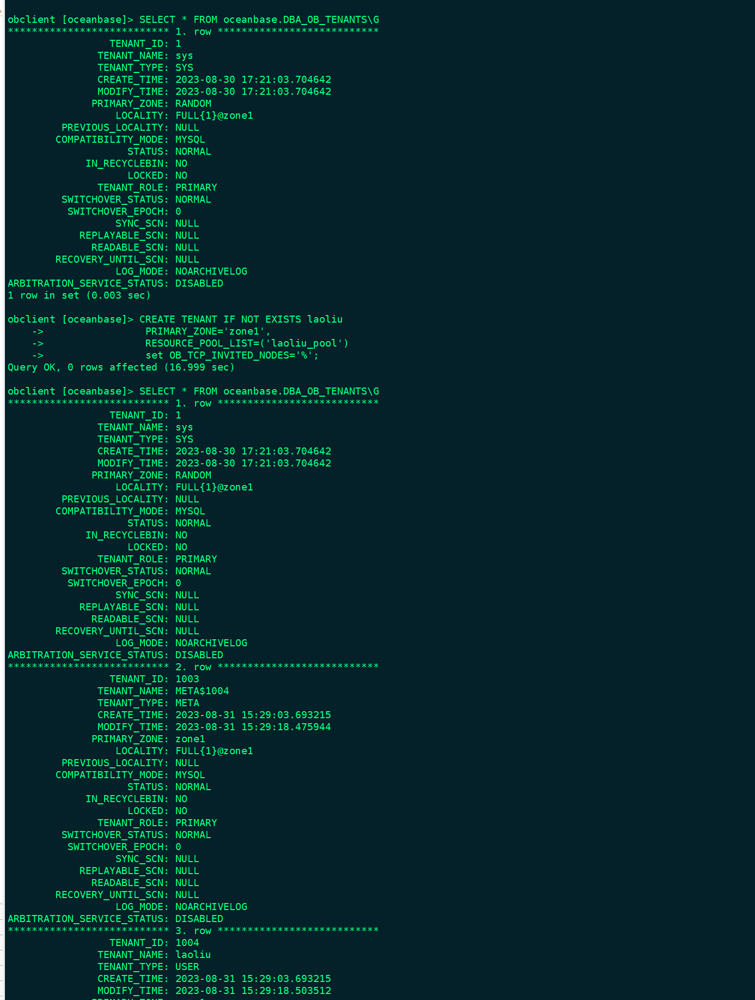 obclient [oceanbase]> SELECT * FROM oceanbase.DBA_OB_TENANTS\G
*************************** 1. row ***************************
TENANT_ID: 1
TENANT_NAME: sys
TENANT_TYPE: SYS
CREATE_TIME: 2023-08-30 17:21:03.704642
MODIFY_TIME: 2023-08-30 17:21:03.704642
PRIMARY_ZONE: RANDOM
LOCALITY: FULL{1}@zone1
PREVIOUS_LOCALITY: NULL
COMPATIBILITY_MODE: MYSQL
STATUS: NORMAL
IN_RECYCLEBIN: NO
LOCKED: NO
TENANT_ROLE: PRIMARY
SWITCHOVER_STATUS: NORMAL
SWITCHOVER_EPOCH: 0
SYNC_SCN: NULL
REPLAYABLE_SCN: NULL
READABLE_SCN: NULL
RECOVERY_UNTIL_SCN: NULL
LOG_MODE: NOARCHIVELOG
ARBITRATION_SERVICE_STATUS: DISABLED
1 row in set (0.003 sec)
obclient [oceanbase]> CREATE TENANT IF NOT EXISTS laoliu
-> PRIMARY_ZONE='zone1',
-> RESOURCE_POOL_LIST=('laoliu_pool')
-> set OB_TCP_INVITED_NODES='%';
Query OK, 0 rows affected (16.999 sec)
obclient [oceanbase]> SELECT * FROM oceanbase.DBA_OB_TENANTS\G
*************************** 1. row ***************************
TENANT_ID: 1
TENANT_NAME: sys
TENANT_TYPE: SYS
CREATE_TIME: 2023-08-30 17:21:03.704642
MODIFY_TIME: 2023-08-30 17:21:03.704642
PRIMARY_ZONE: RANDOM
LOCALITY: FULL{1}@zone1
PREVIOUS_LOCALITY: NULL
COMPATIBILITY_MODE: MYSQL
STATUS: NORMAL
IN_RECYCLEBIN: NO
LOCKED: NO
TENANT_ROLE: PRIMARY
SWITCHOVER_STATUS: NORMAL
SWITCHOVER_EPOCH: 0
SYNC_SCN: NULL
REPLAYABLE_SCN: NULL
READABLE_SCN: NULL
RECOVERY_UNTIL_SCN: NULL
LOG_MODE: NOARCHIVELOG
ARBITRATION_SERVICE_STATUS: DISABLED
*************************** 2. row ***************************
TENANT_ID: 1003
TENANT_NAME: META$1004
TENANT_TYPE: META
CREATE_TIME: 2023-08-31 15:29:03.693215
MODIFY_TIME: 2023-08-31 15:29:18.475944
PRIMARY_ZONE: zone1
LOCALITY: FULL{1}@zone1
PREVIOUS_LOCALITY: NULL
COMPATIBILITY_MODE: MYSQL
STATUS: NORMAL
IN_RECYCLEBIN: NO
LOCKED: NO
TENANT_ROLE: PRIMARY
SWITCHOVER_STATUS: NORMAL
SWITCHOVER_EPOCH: 0
SYNC_SCN: NULL
REPLAYABLE_SCN: NULL
READABLE_SCN: NULL
RECOVERY_UNTIL_SCN: NULL
LOG_MODE: NOARCHIVELOG
ARBITRATION_SERVICE_STATUS: DISABLED
*************************** 3. row ***************************
TENANT_ID: 1004
TENANT_NAME: laoliu
TENANT_TYPE: USER
CREATE_TIME: 2023-08-31 15:29:03.693215
MODIFY_TIME: 2023-08-31 15:29:18.503512